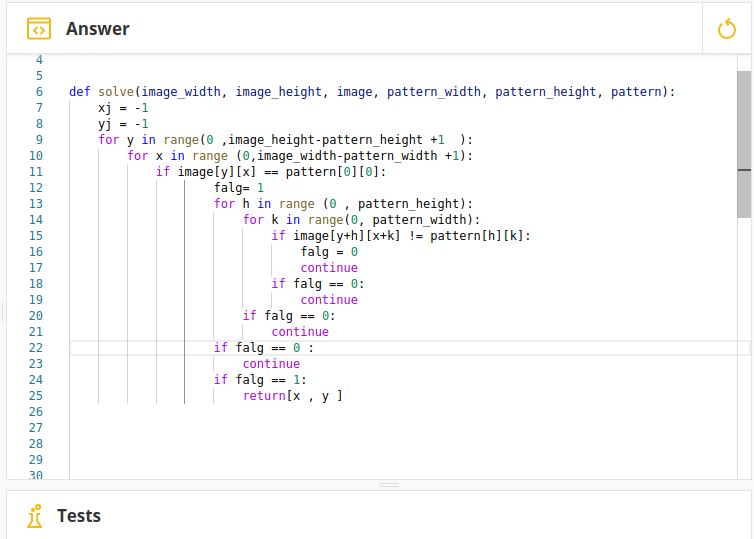 Answer
4
5
6 def solve(image_width, image_height, image, pattern_width, pattern_height, pattern):
7     xj = -1
8     yj = -1
9     for y in range(0 ,image_height-pattern_height +1  ):
10         for x in range (0,image_width-pattern_width +1):
11             if image[y][x] == pattern[0][0]:
12                     falg= 1
13                     for h in range (0 , pattern_height):
14                         for k in range(0, pattern_width):
15                             if image[y+h][x+k] != pattern[h][k]:
16                                 falg = 0
17                                 continue
18                             if falg == 0:
19                                 continue
20                         if falg == 0:
21                             continue
22                     if falg == 0 :
23                         continue
24                     if falg == 1:
25                         return[x , y ]
26
27
28
29
30
Tests